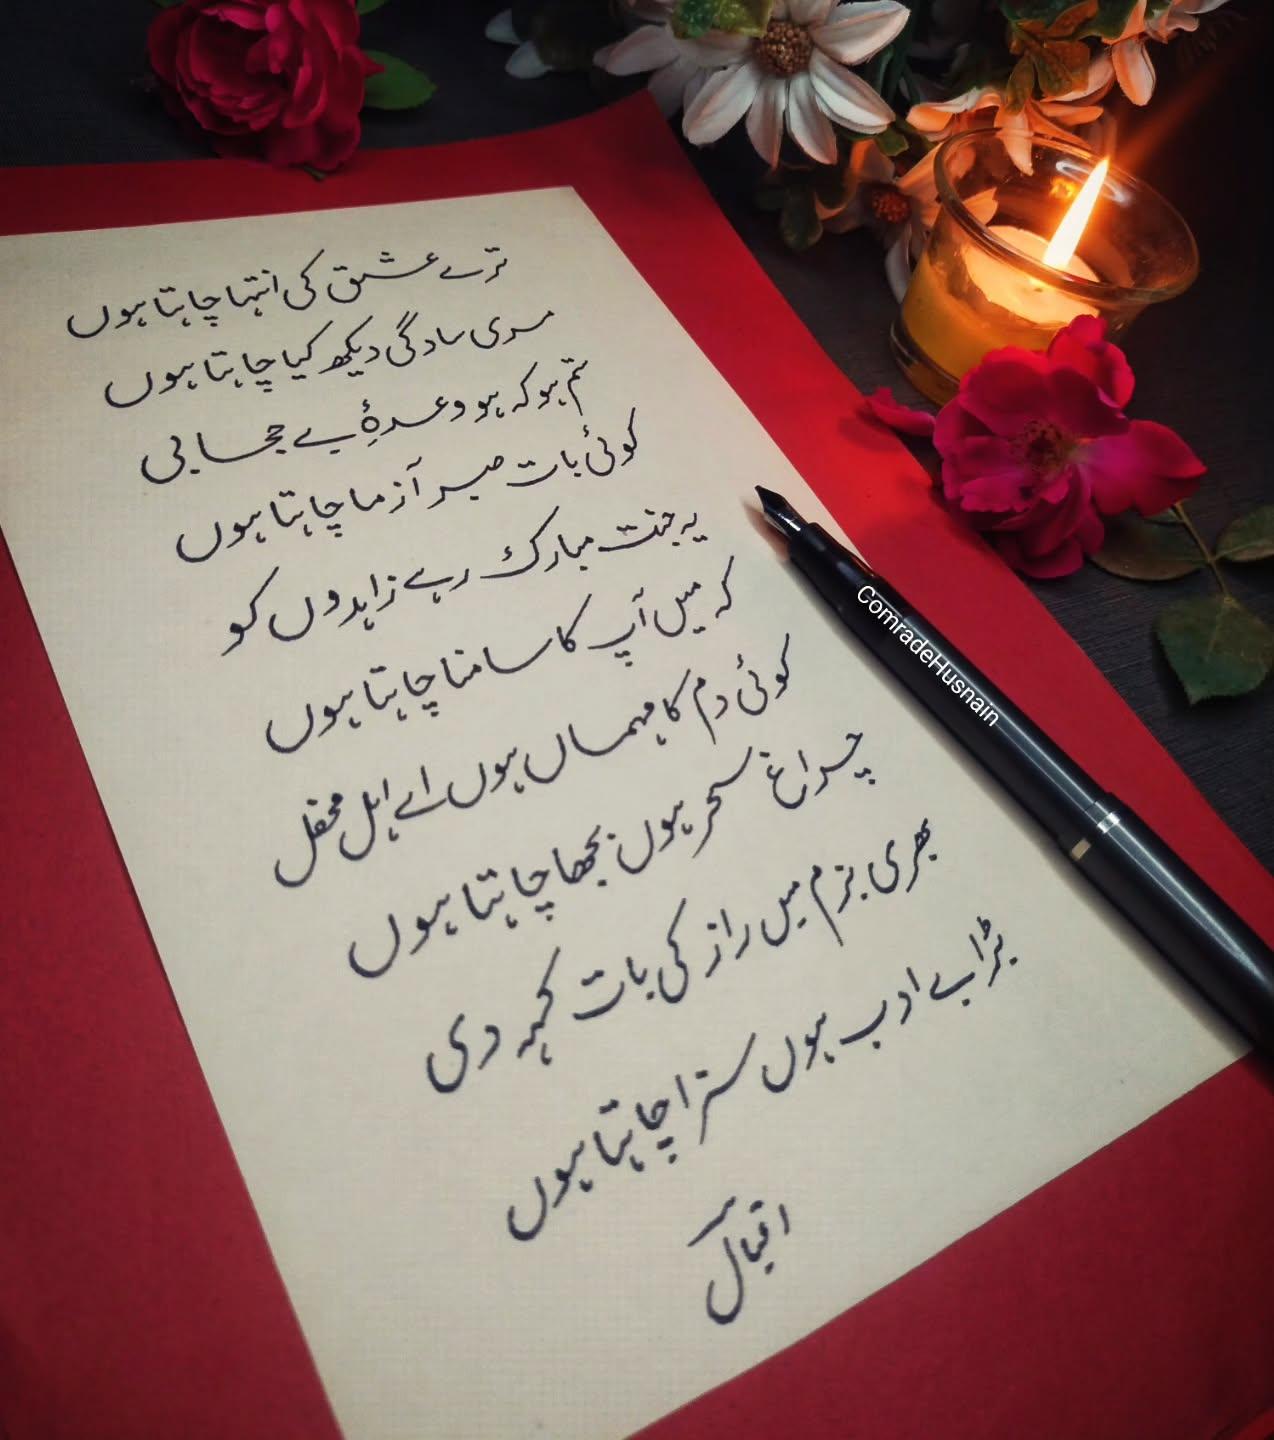 ترے عشق کی انتہا چاہتا ہوں
مری سادگی دیکھ کیا چاہتا ہوں
ستم ہو کہ ہو وعدۂ بے حجابی
کوئی بات صبر آزما چاہتا ہوں
یہ جنت مبارک رہے زاہدوں کو
کہ میں آپ کا سامنا چاہتا ہوں
کوئی دم کا مہماں ہوں اے اہل محفل
چراغ سحر ہوں بجھا چاہتا ہوں
بھری بزم میں راز کی بات کہہ دی
بڑا بے ادب ہوں سزا چاہتا ہوں
اقبالؔ
ComradeHusnain